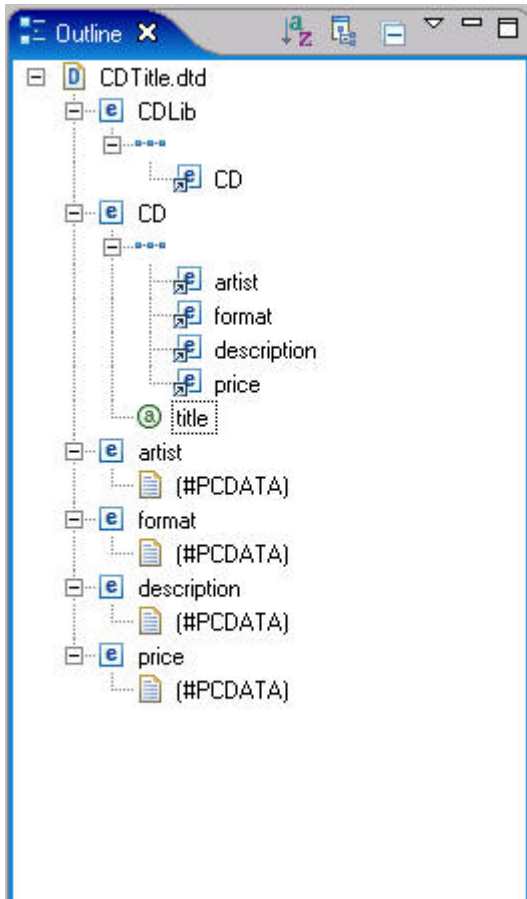 Outline
CDTitle.dtd
CDLib
CD
CD
artist
format
description
price
title
artist
(#PCDATA)
format
(#PCDATA)
description
(#PCDATA)
price
(#PCDATA)